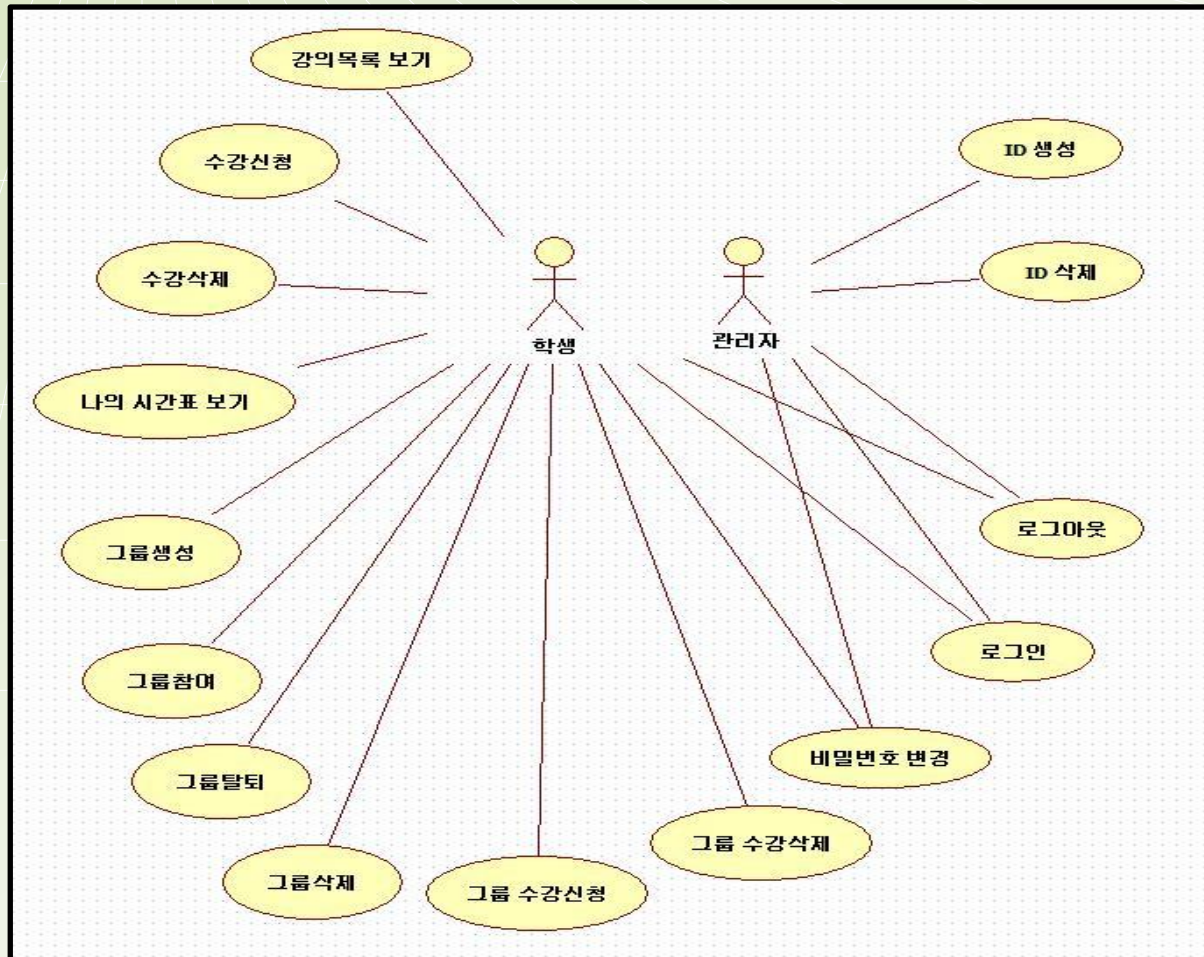 강의목록 보기
수강신청
ID 생성
수강삭제
ID 삭제
학생
관리자
나의 시간표 보기
그룹생성
로그아웃
그룹참여
로그인
그룹탈퇴
비밀번호 변경
그룹삭제
그룹 수강신청
그룹 수강삭제